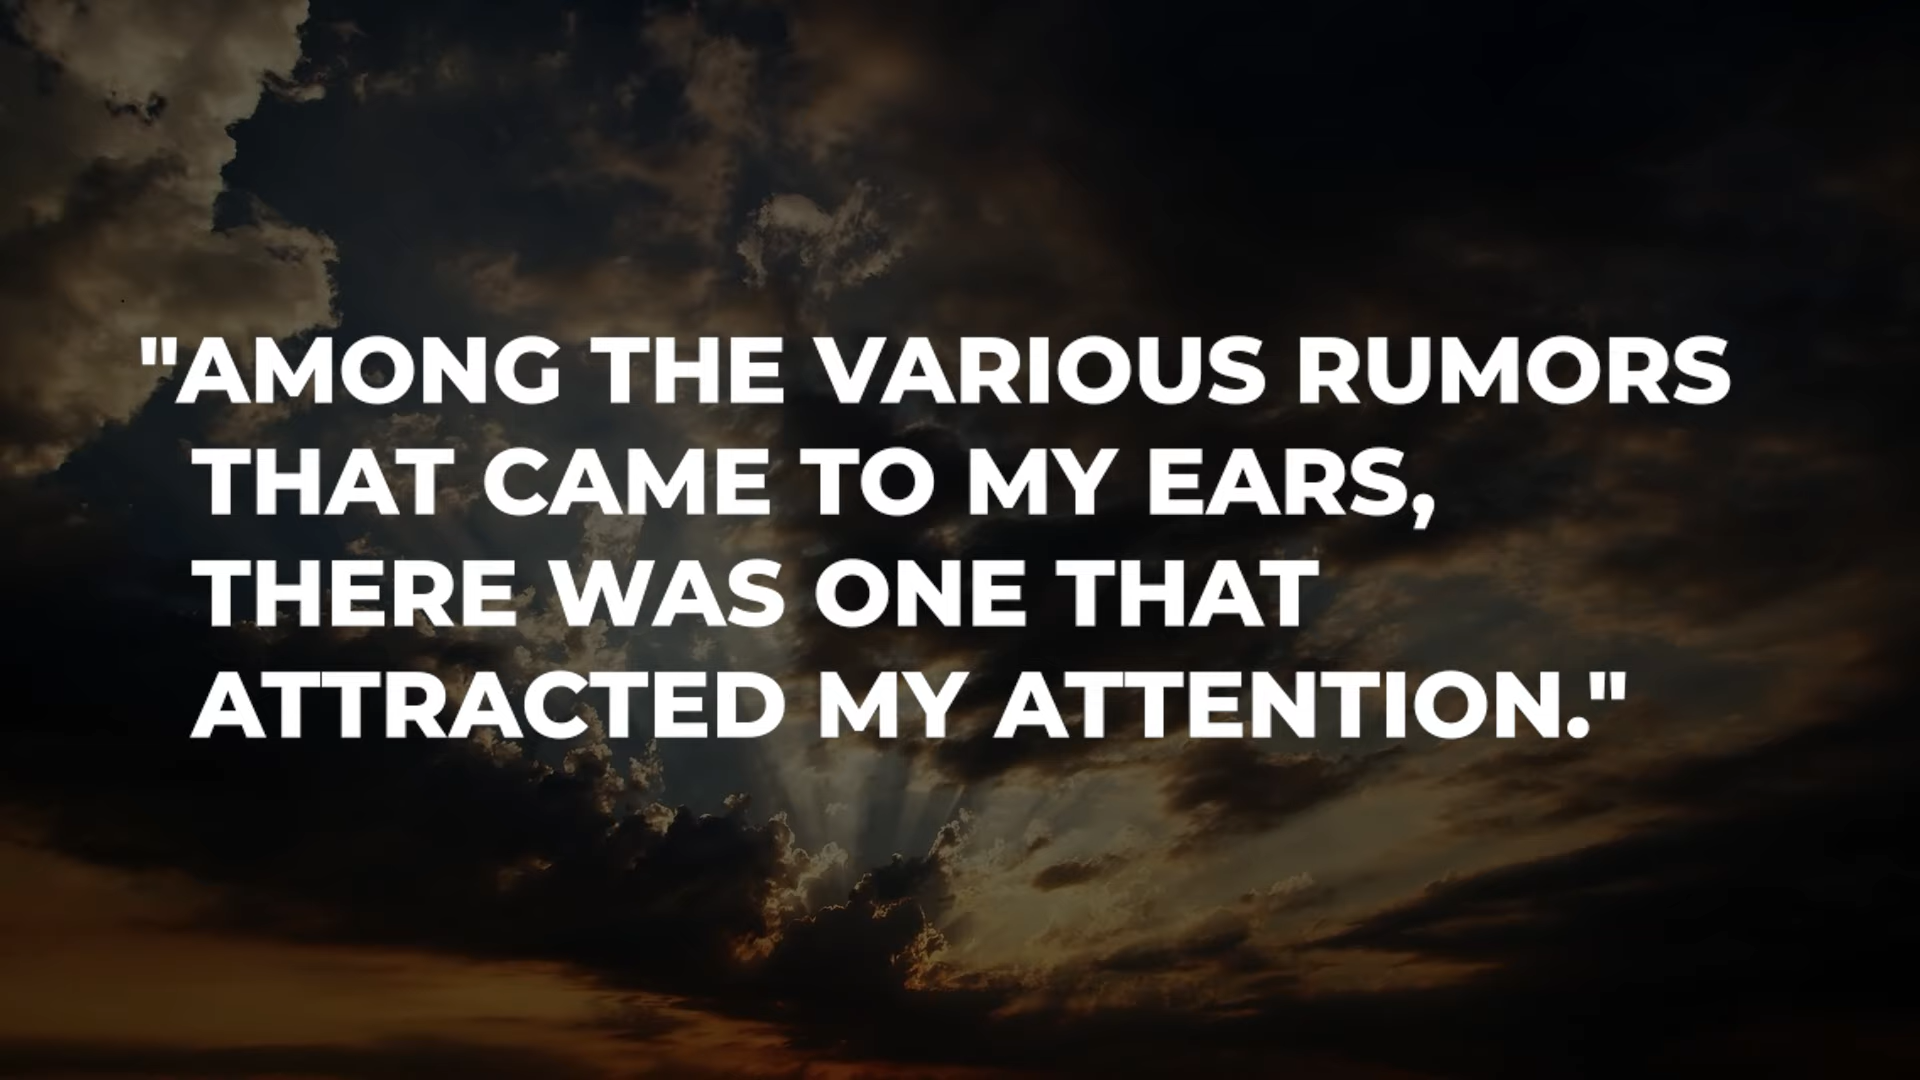 "AMONG THE VARIOUS RUMORS
THAT CAME TO MY EARS,
THERE WAS ONE THAT
ATTRACTED MY ATTENTION."